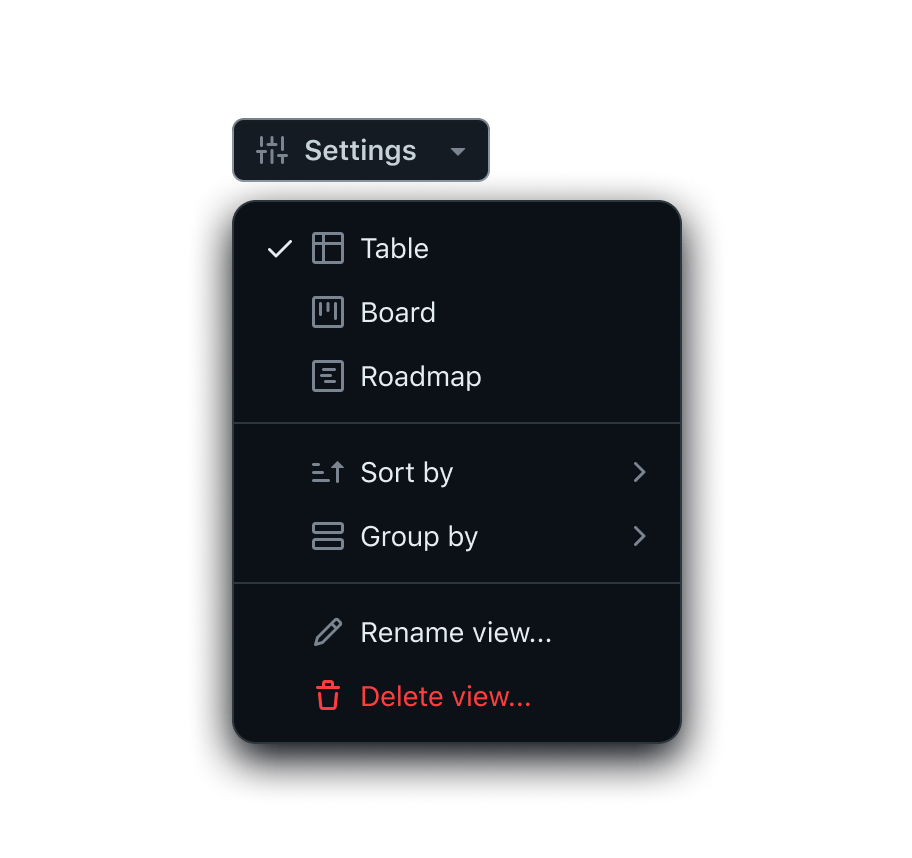 Settings
Table
Board
Roadmap
Sort by
Group by
Rename view...
Delete view...